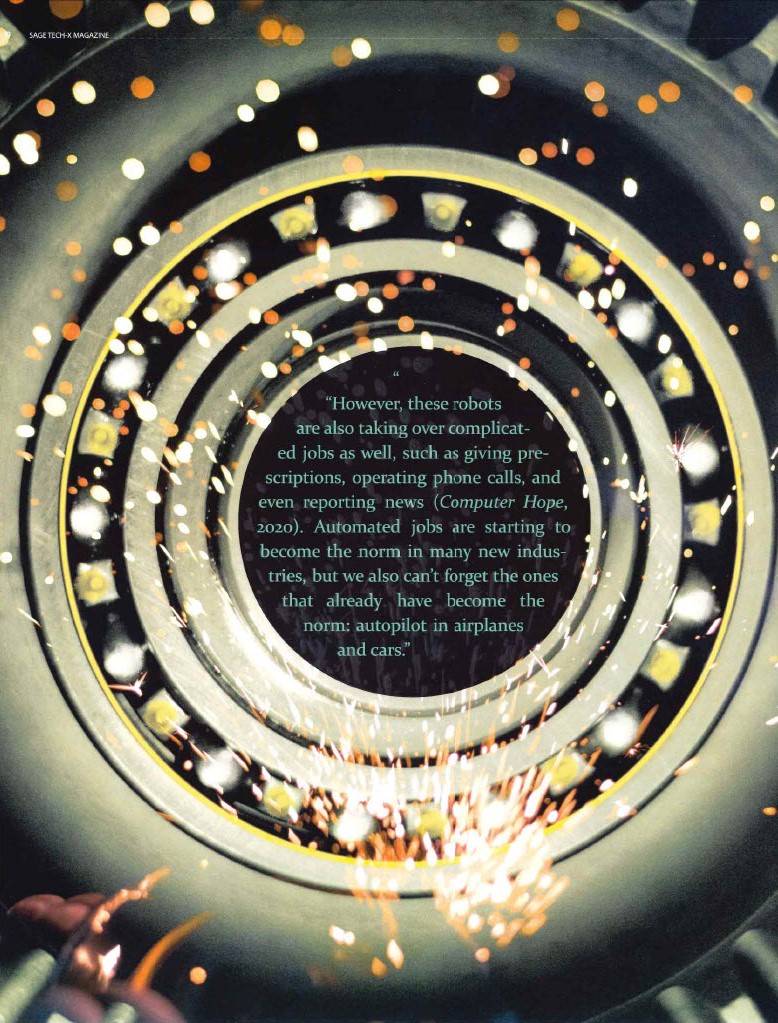 SAGE TECH-X MAGAZINE
“
“However, these robots
are also taking over complicat-
ed jobs as well, such as giving pre-
scriptions, operating phone calls, and
even reporting news (Computer Hope,
2020). Automated jobs are starting to
become the norm in many new indus-
tries, but we also can’t forget the ones
that already have become the
norm: autopilot in airplanes
and cars.”